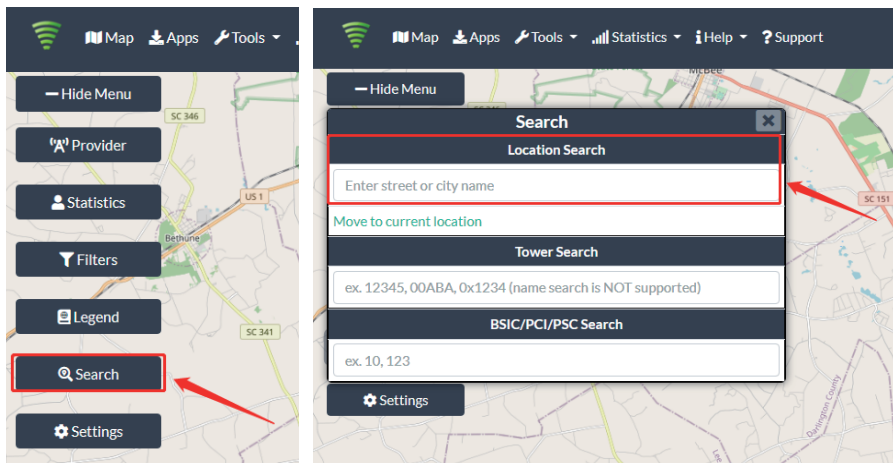 Map Apps Tools
Hide Menu
SC 346
Provider
Statistics
US 1
Bethune
Filters
Legend
SC 341
Search
Settings
Map Apps Tools Statistics Help ? Support
McBee
Hide Menu
Search
Location Search
Enter street or city name
SC 151
Move to current location
Tower Search
ex. 12345, 00ABA, 0x1234 (name search is NOT supported)
BSIC/PCI/PSC Search
ex. 10, 123
Settings
Darlington County
Lee